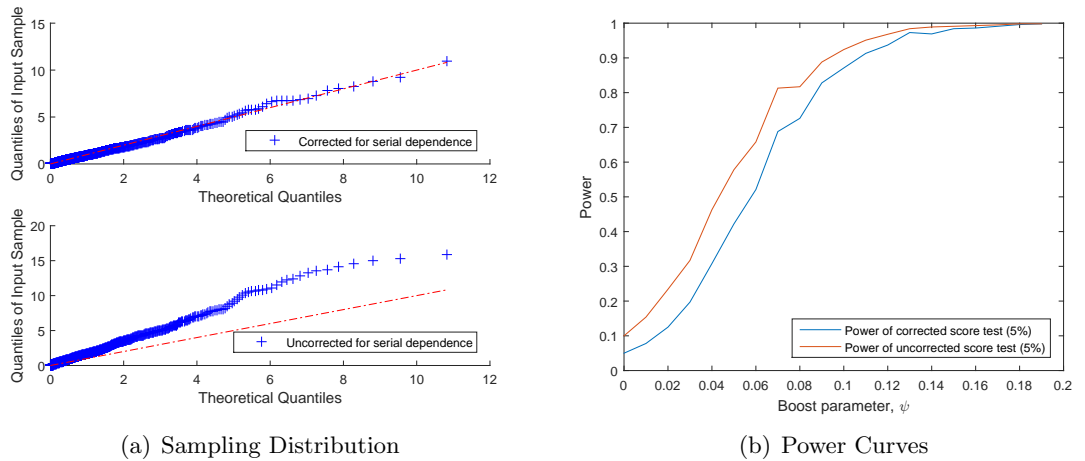 Quantiles of Input Sample
15
10
5
0
0 2 4 6 8 10 12
Corrected for serial dependence
Theoretical Quantiles
Quantiles of Input Sample
20
15
10
5
0
0 2 4 6 8 10 12
Uncorrected for serial dependence
Theoretical Quantiles
(a) Sampling Distribution
Power
1
0.9
0.8
0.7
0.6
0.5
0.4
0.3
0.2
0.1
1
0 0.02 0.04 0.06 0.08 0.1 0.12 0.14 0.16 0.18 0.2
Power of corrected score test (5%)
Power of uncorrected score test (5%)
Boost parameter, ψ
(b) Power Curves